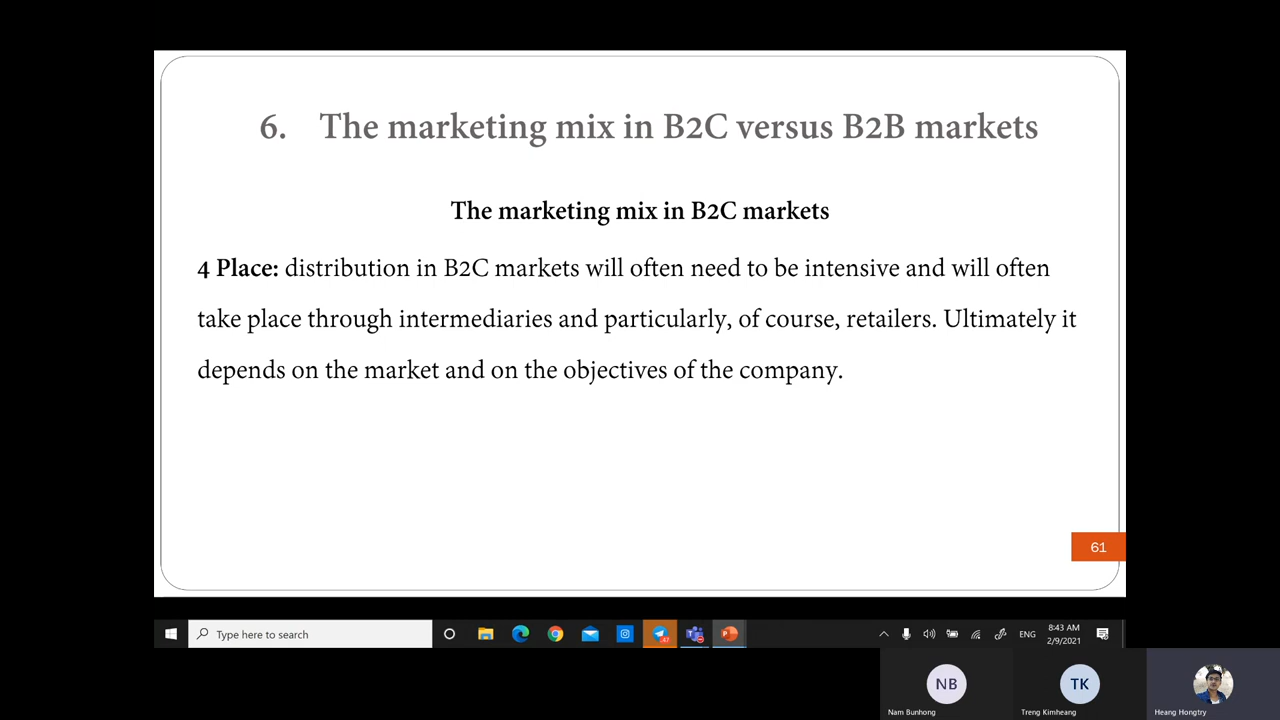 6. The marketing mix in B2C versus B2B markets
The marketing mix in B2C markets
4 Place: distribution in B2C markets will often need to be intensive and will often
take place through intermediaries and particularly, of course, retailers. Ultimately it
depends on the market and on the objectives of the company.
61
Type here to search
ENG
8:43 AM
2/9/2021
NB
TK
Nam Bunhong
Treng Kimheang
Heang Hongtry